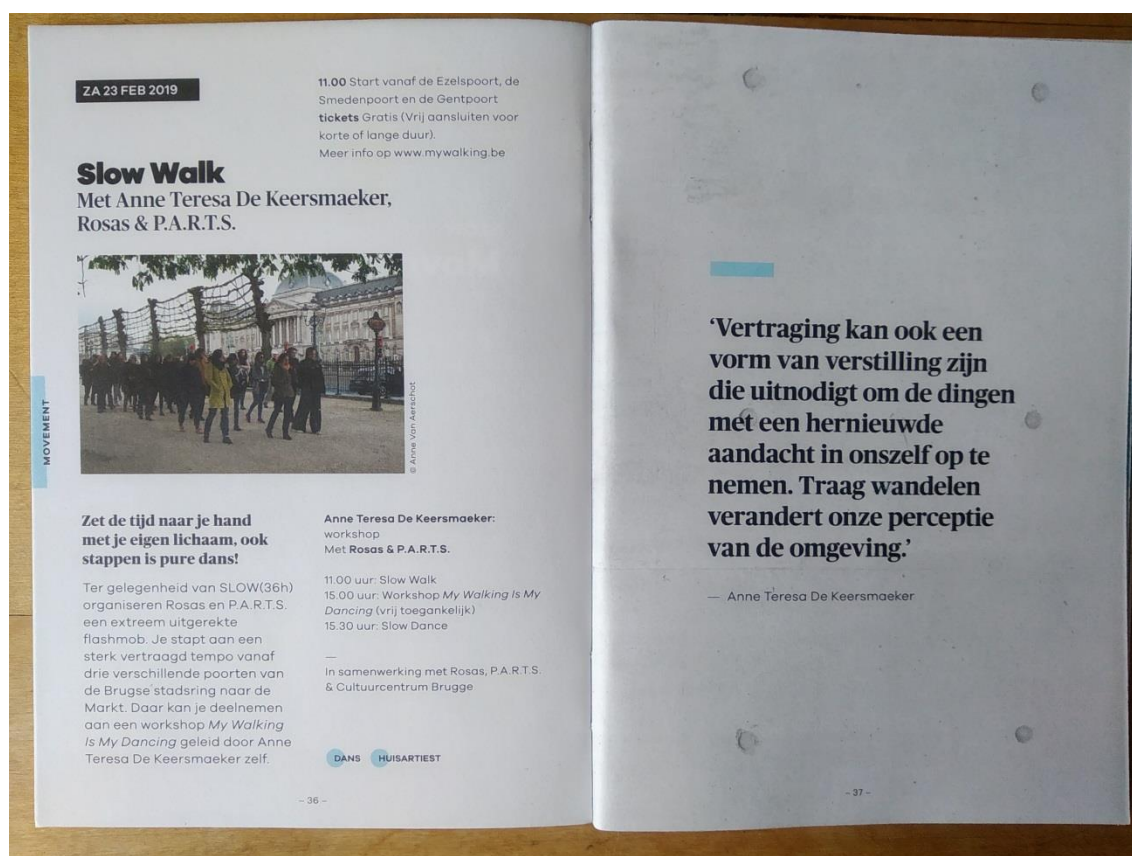 ZA 23 FEB 2019
11.00 Start vanaf de Ezelspoort, de
Smedenpoort en de Gentpoort
tickets Gratis (Vrij aansluiten voor
korte of lange duur).
Meer info op www.mywalking.be
Slow Walk
Met Anne Teresa De Keersmaeker,
Rosas & P.A.R.T.S.
MOVEMENT
© Anne Van Aerschot
Zet de tijd naar je hand
met je eigen lichaam, ook
stappen is pure dans!
Ter gelegenheid van SLOW(36h)
organiseren Rosas en P.A.R.T.S.
een extreem uitgerekte
flashmob. Je stapt aan een
sterk vertraagd tempo vanaf
drie verschillende poorten van
de Brugse stadsring naar de
Markt. Daar kan je deelnemen
aan een workshop My Walking
Is My Dancing geleid door Anne
Teresa De Keersmaeker zelf.
Anne Teresa De Keersmaeker:
workshop
Met Rosas & P.A.R.T.S.
11.00 uur: Slow Walk
15.00 uur: Workshop My Walking Is My
Dancing (vrij toegankelijk)
15.30 uur: Slow Dance
—
In samenwerking met Rosas, P.A.R.T.S.
& Cultuurcentrum Brugge
DANS HUISARTIEST
– 36 –
‘Vertraging kan ook een
vorm van verstilling zijn
die uitnodigt om de dingen
met een hernieuwde
aandacht in onszelf op te
nemen. Traag wandelen
verandert onze perceptie
van de omgeving.’
— Anne Teresa De Keersmaeker
– 37 –